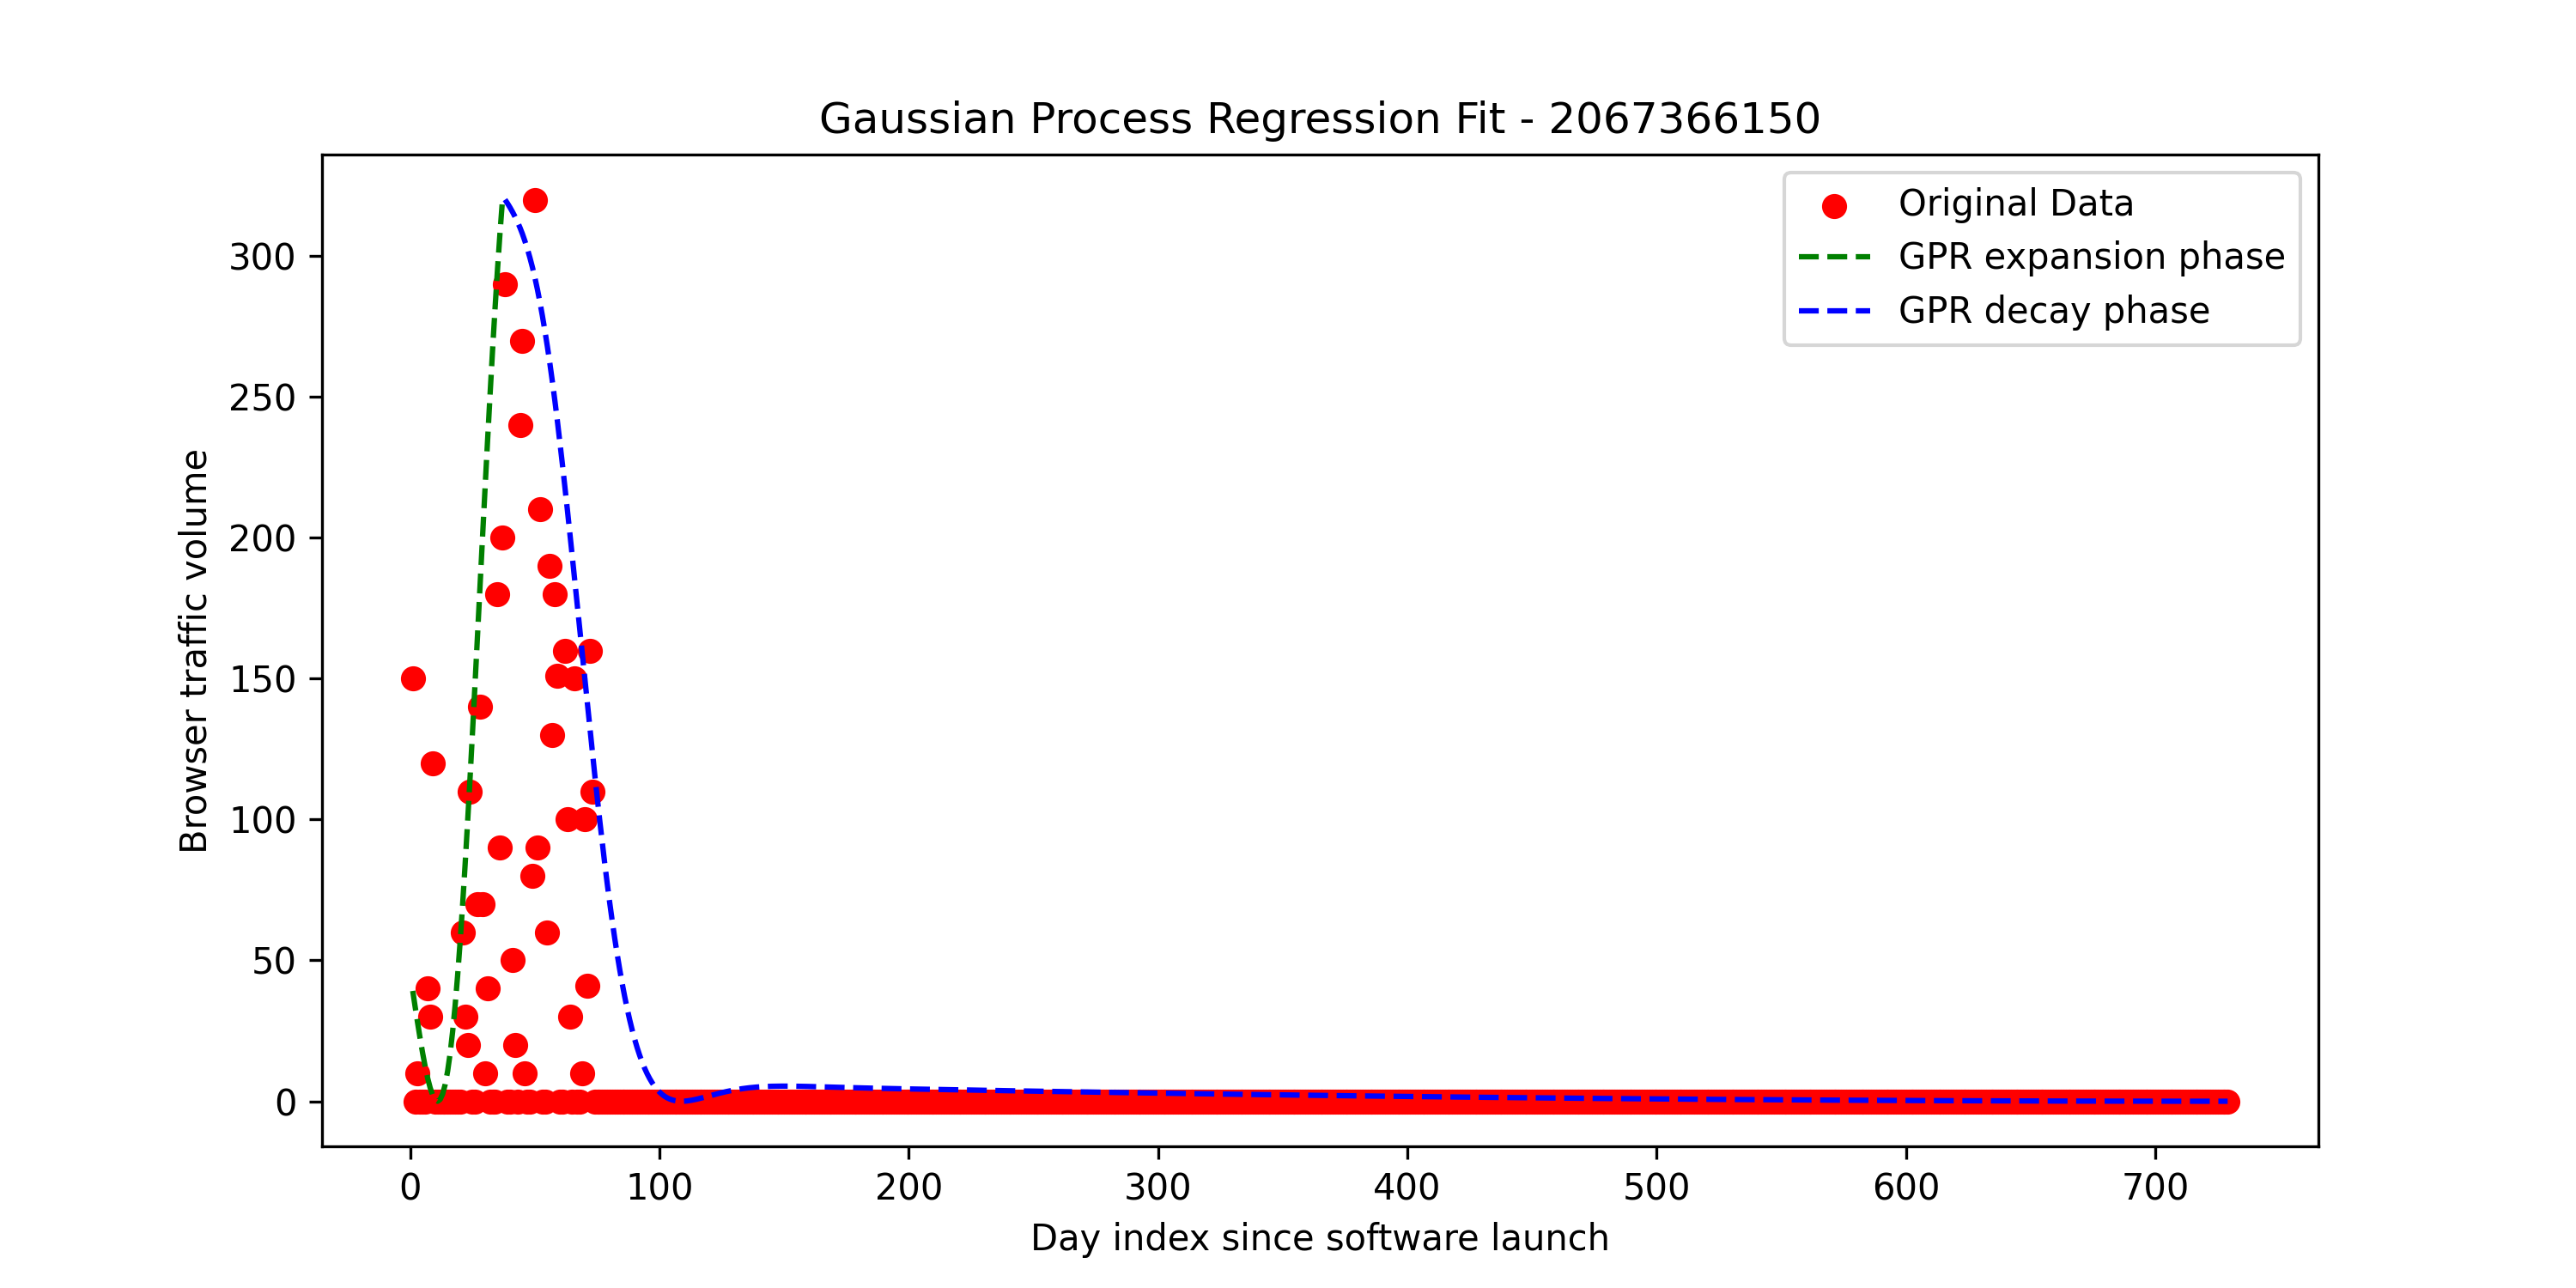 Gaussian Process Regression Fit - 2067366150
Original Data
GPR expansion phase
GPR decay phase
Browser traffic volume
300
250
200
150
100
50
0
0 100 200 300 400 500 600 700
Day index since software launch